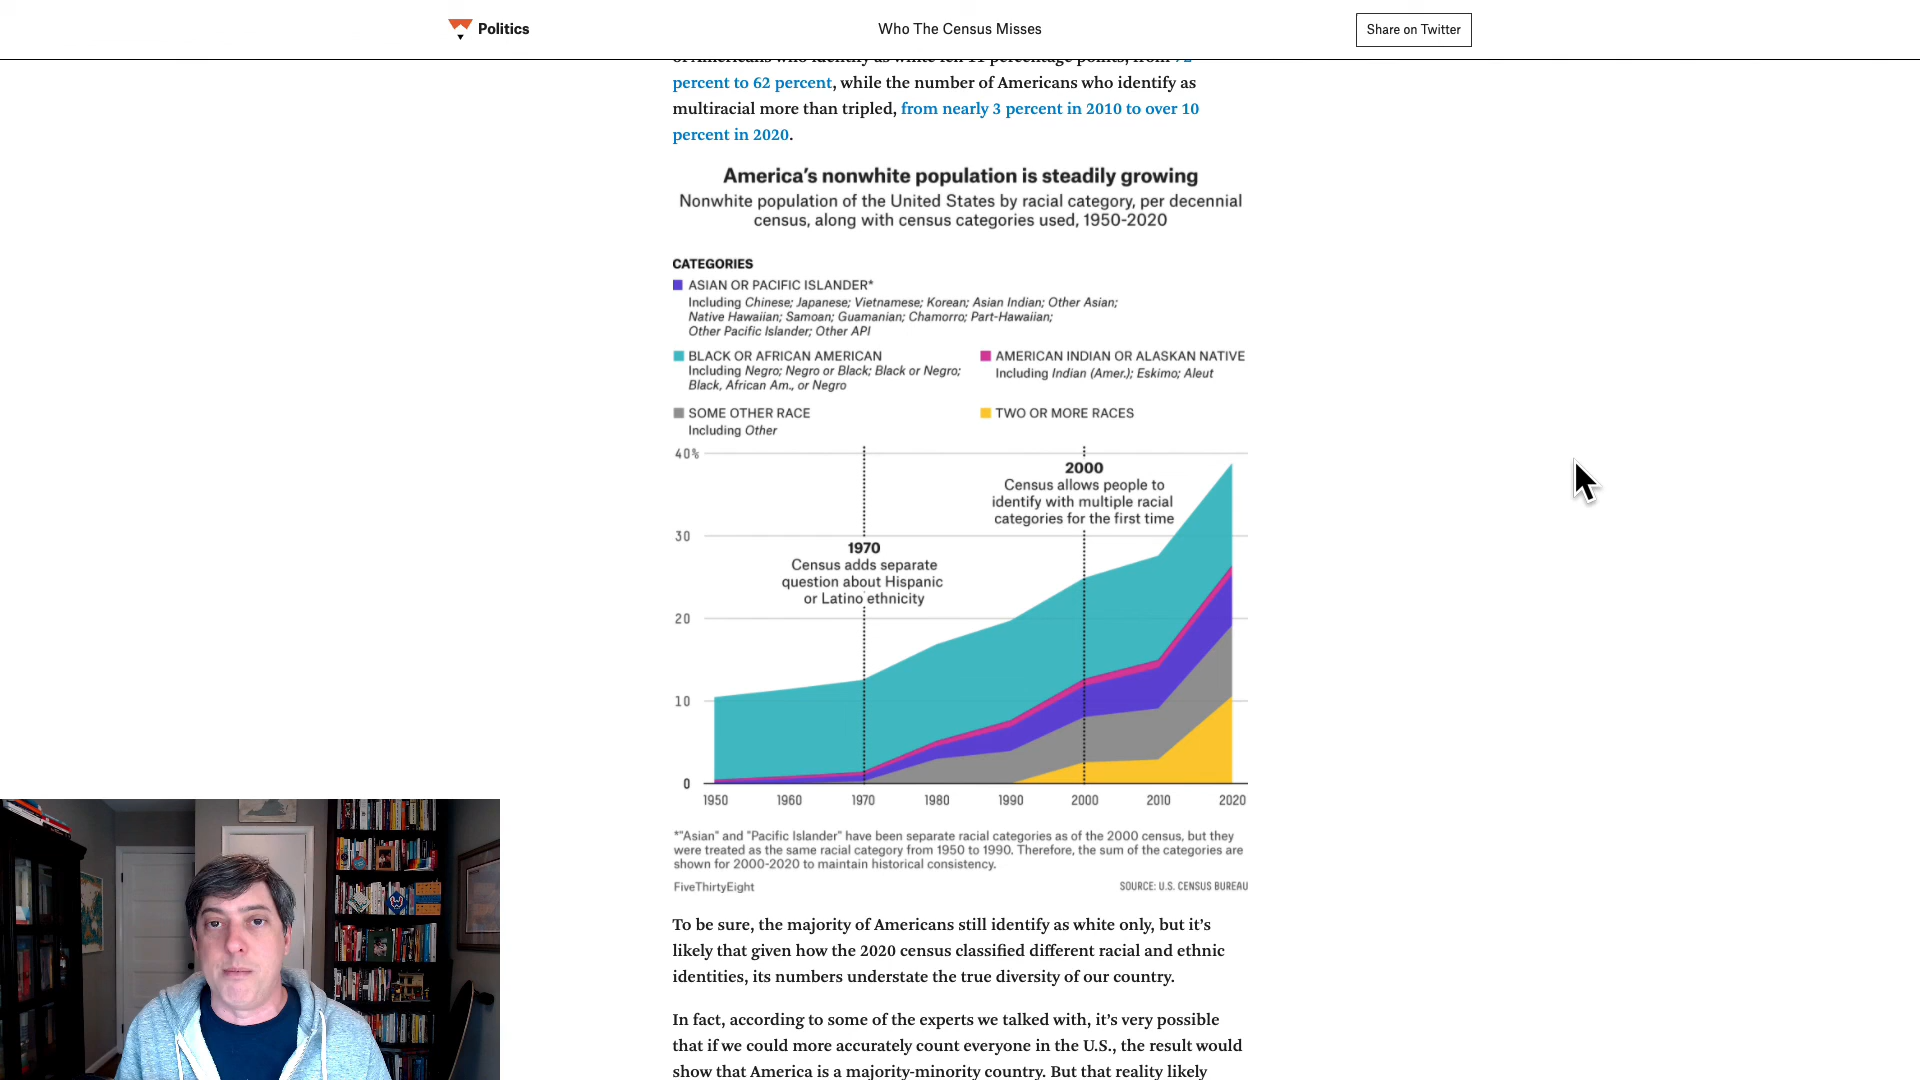 Politics
Who The Census Misses
Share on Twitter
of Americans who identify as white fell 11 percentage points, from 72
percent to 62 percent, while the number of Americans who identify as
multiracial more than tripled, from nearly 3 percent in 2010 to over 10
percent in 2020.
America's nonwhite population is steadily growing
Nonwhite population of the United States by racial category, per decennial
census, along with census categories used, 1950-2020
CATEGORIES
ASIAN OR PACIFIC ISLANDER*
Including Chinese; Japanese; Vietnamese; Korean; Asian Indian; Other Asian;
Native Hawaiian; Samoan; Guamanian; Chamorro; Part-Hawaiian;
Other Pacific Islander; Other API
BLACK OR AFRICAN AMERICAN
Including Negro; Negro or Black; Black or Negro;
Black, African Am., or Negro
AMERICAN INDIAN OR ALASKAN NATIVE
Including Indian (Amer.); Eskimo; Aleut
SOME OTHER RACE
Including Other
TWO OR MORE RACES
40%
30
20
10
0
2000
Census allows people to
identify with multiple racial
categories for the first time
1970
Census adds separate
question about Hispanic
or Latino ethnicity
1950 1960 1970 1980 1990 2000 2010 2020
*"Asian" and "Pacific Islander" have been separate racial categories as of the 2000 census, but they
were treated as the same racial category from 1950 to 1990. Therefore, the sum of the categories are
shown for 2000-2020 to maintain historical consistency.
FiveThirtyEight
SOURCE: U.S. CENSUS BUREAU
To be sure, the majority of Americans still identify as white only, but it's
likely that given how the 2020 census classified different racial and ethnic
identities, its numbers understate the true diversity of our country.
In fact, according to some of the experts we talked with, it's very possible
that if we could more accurately count everyone in the U.S., the result would
show that America is a majority-minority country. But that reality likely